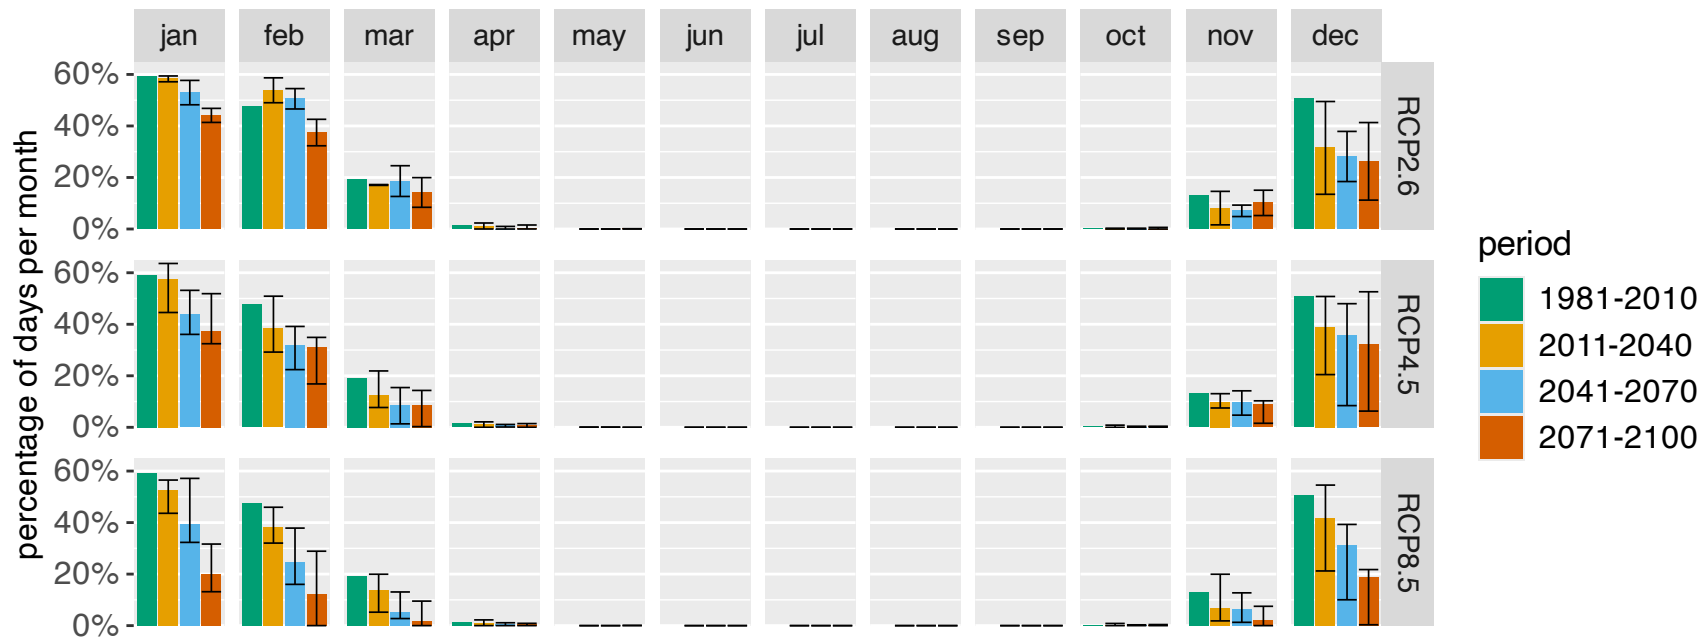 jan feb mar apr may jun jul aug sep oct nov dec
percentage of days per month
60%
40%
20%
0%
RCP2.6
60%
40%
20%
0%
RCP4.5
60%
40%
20%
0%
RCP8.5
period
1981-2010
2011-2040
2041-2070
2071-2100